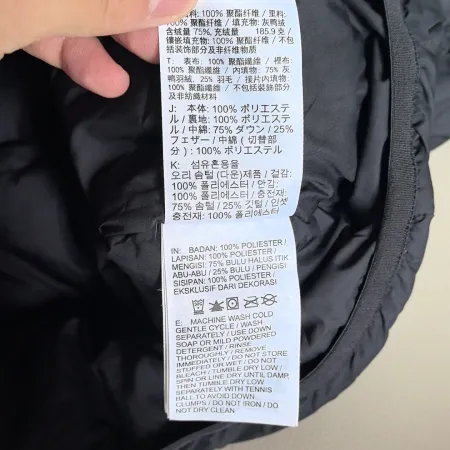 料: 100% 聚酯纤维 / 里料:
100% 聚酯纤维 / 填充物: 灰鸭绒
含绒量 75%, 充绒量 185.9 克 /
镶嵌填充物: 100% 聚酯纤维 / 不包
括装饰部分及非纤维物质
T: 表布: 100% 聚酯纖維 / 裡布:
100% 聚酯纖維 / 內填充: 75% 灰
鴨羽絨, 25% 羽毛 / 接片內填充:
100% 聚酯纖維 / 不包括裝飾部分
及非紡織材料
J: 本体: 100% ポリエステ
ル / 裏地: 100% ポリエステ
ル / 中綿: 75% ダウン / 25%
フェザー / 中綿 (切替部
分): 100% ポリエステル
K: 섬유혼용율
오리 솜털 (다운)제품 / 겉감:
100% 폴리에스터 / 안감:
100% 폴리에스터 / 충전재:
75% 솜털 / 25% 깃털 / 인셋
충전재: 100% 폴리에스터
IN: BADAN: 100% POLIESTER /
LAPISAN: 100% POLIESTER /
MENGISI: 75% BULU HALUS ITIK
ABU-ABU / 25% BULU / PENGISI
SISIPAN: 100% POLIESTER /
EKSKLUSIF DARI DEKORASI
E: MACHINE WASH COLD
GENTLE CYCLE / WASH
SEPARATELY / USE DOWN
SOAP OR MILD POWDERED
DETERGENT / RINSE
THOROUGHLY / REMOVE
IMMEDIATELY / DO NOT STORE
STUFFED OR WET / DO NOT
BLEACH / TUMBLE DRY LOW /
SPIN OR LINE DRY UNTIL DAMP,
THEN TUMBLE DRY LOW
SEPARATELY WITH TENNIS
BALL TO AVOID DOWN
CLUMPS / DO NOT IRON / DO
NOT DRY CLEAN